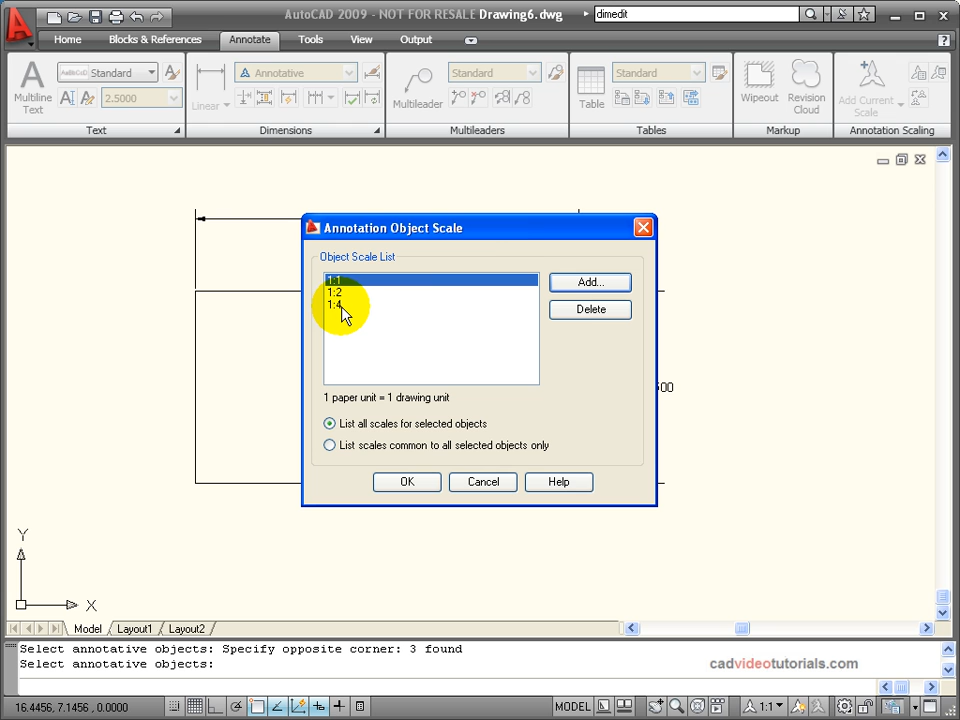 AutoCAD 2009 - NOT FOR RESALE Drawing6.dwg
dimedit
Home
Blocks & References
Annotate
Tools
View
Output
Multiline
Text
Standard
2.5000
Text
Linear
Annotative
Dimensions
Multileader
Standard
Multileaders
Table
Standard
Tables
Wipeout
Revision
Cloud
Markup
Add Current
Scale
Annotation Scaling
Annotation Object Scale
Object Scale List
1:1
1:2
1:4
Add...
Delete
1 paper unit = 1 drawing unit
List all scales for selected objects
List scales common to all selected objects only
OK
Cancel
Help
Y
X
Model
Layout1
Layout2
Select annotative objects: Specify opposite corner: 3 found
Select annotative objects:
cadvideotutorials.com
16.4456, 7.1456, 0.0000
MODEL
1:1